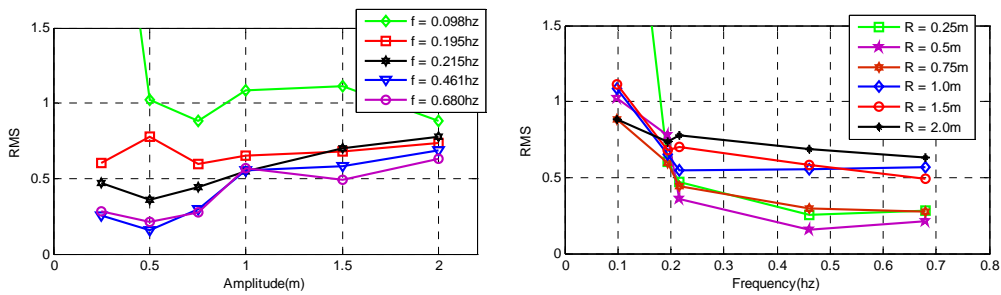 1.5
1
0.5
0
RMS
0
0.5
1
1.5
2
Amplitude(m)
f = 0.098hz
f = 0.195hz
f = 0.215hz
f = 0.461hz
f = 0.680hz
1.5
1
0.5
0
RMS
0
0.1
0.2
0.3
0.4
0.5
0.6
0.7
0.8
Frequency(hz)
R = 0.25m
R = 0.5m
R = 0.75m
R = 1.0m
R = 1.5m
R = 2.0m